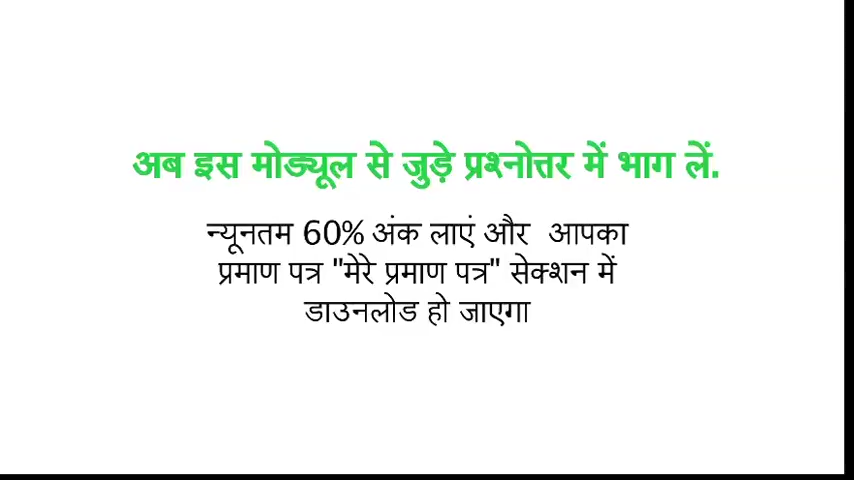 अब इस मोड्यूल से जुड़े प्रश्नोत्तर में भाग लें.
न्यूनतम 60% अंक लाएं और आपका
प्रमाण पत्र "मेरे प्रमाण पत्र" सेक्शन में
डाउनलोड हो जाएगा